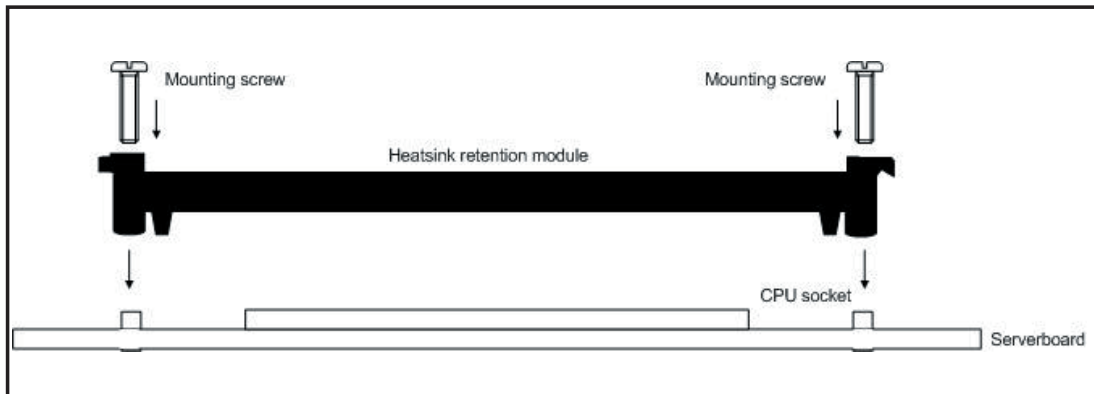 Mounting screw
Mounting screw
Heatsink retention module
CPU socket
Serverboard